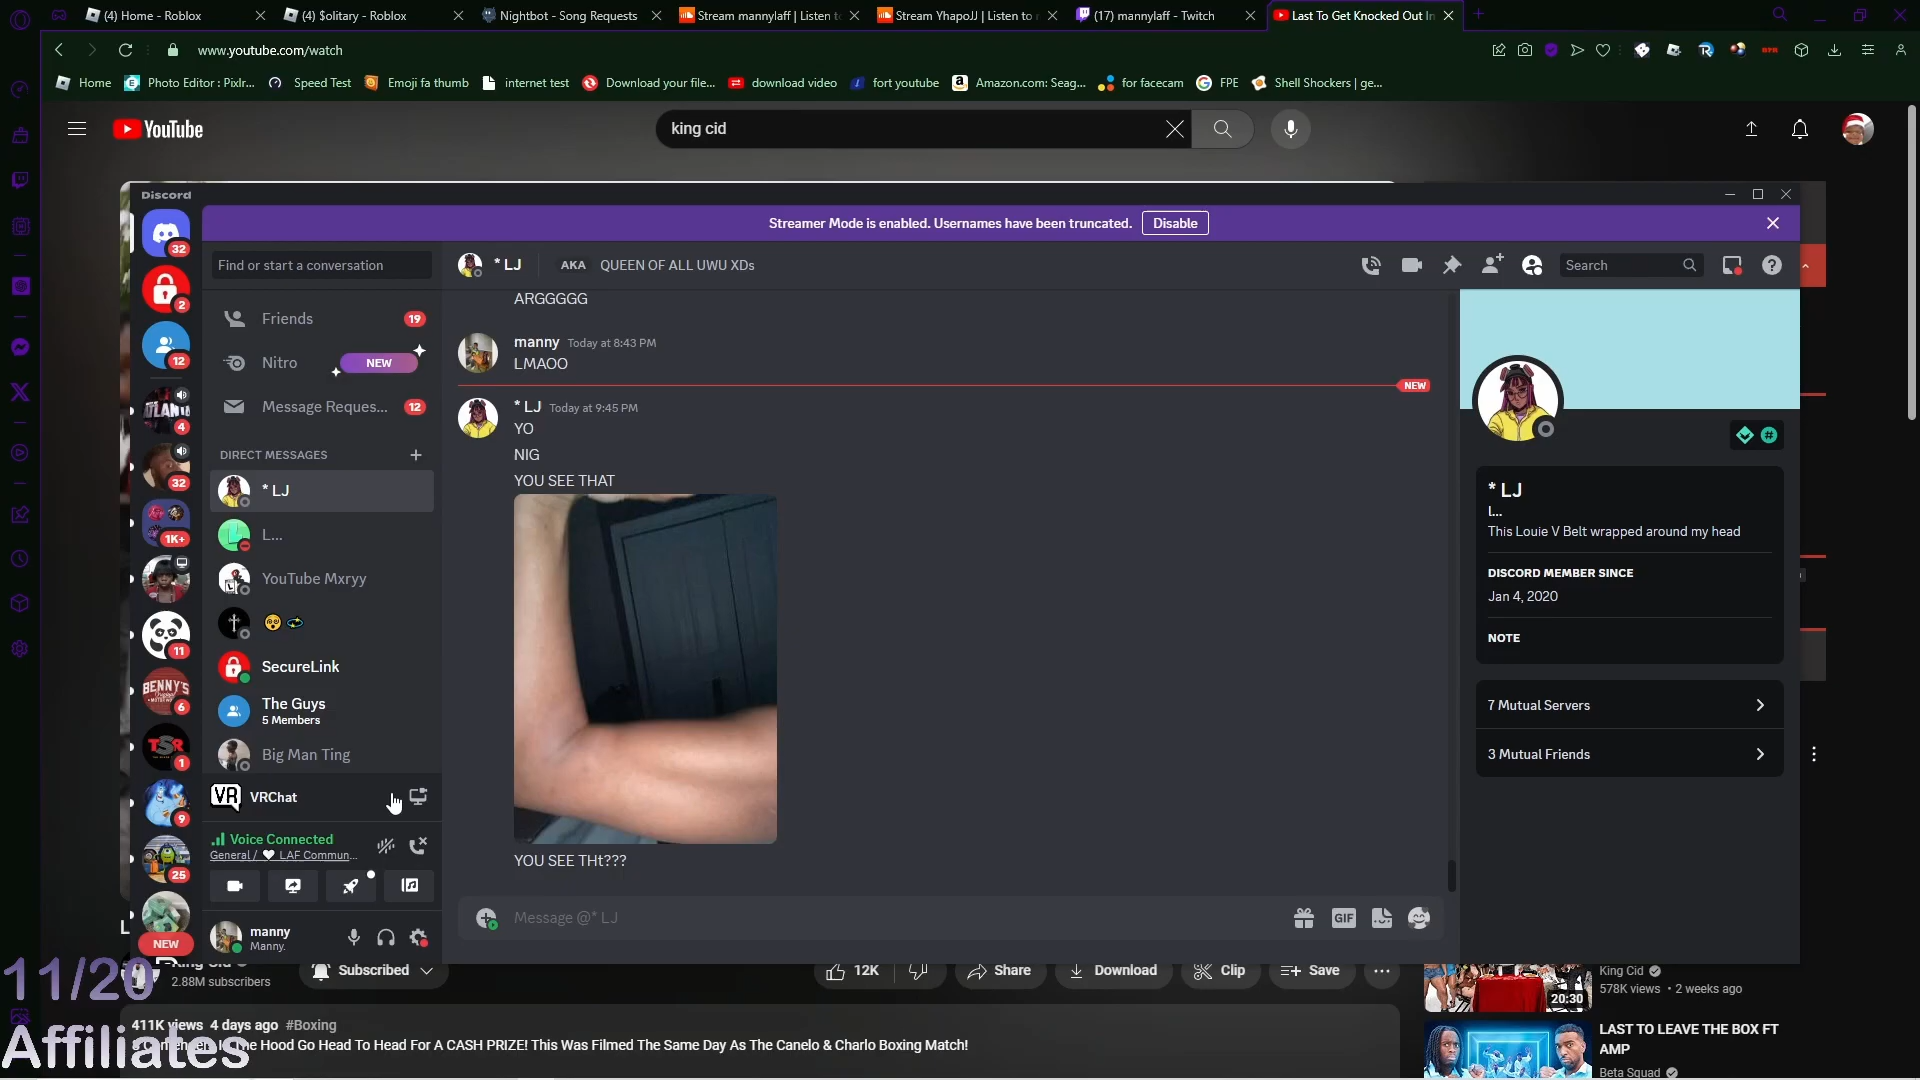 (4) Home - Roblox
(4) $olitary - Roblox
Nightbot - Song Requests
Stream mannylaff | Listen to
Stream YhapoJJ | Listen to
(17) mannylaff - Twitch
Last To Get Knocked Out In
www.youtube.com/watch
Home
Photo Editor : Pixlr...
Speed Test
Emoji fa thumb
internet test
Download your file...
download video
fort youtube
Amazon.com: Seag...
for facecam
FPE
Shell Shockers | ge...
YouTube
king cid
Discord
Streamer Mode is enabled. Usernames have been truncated.
Disable
32
2
12
4
32
1K+
11
BENNY'S
6
TSR
1
9
25
NEW
Find or start a conversation
Friends
19
Nitro
NEW
Message Reques...
12
DIRECT MESSAGES
* LJ
L...
YouTube Mxryy
SecureLink
The Guys
5 Members
Big Man Ting
VR
VRChat
Voice Connected
General / 🤍 LAF Commun...
manny
Manny.
* LJ
AKA
QUEEN OF ALL UWU XDs
Search
ARGGGGG
manny Today at 8:43 PM
LMAOO
NEW
* LJ Today at 9:45 PM
YO
NIG
YOU SEE THAT
YOU SEE THt???
Message @* LJ
GIF
* LJ
l...
This Louie V Belt wrapped around my head
DISCORD MEMBER SINCE
Jan 4, 2020
NOTE
7 Mutual Servers
3 Mutual Friends
11/20
Affiliates
2.88M subscribers
Subscribed
12K
Share
Download
Clip
Save
411K views 4 days ago #Boxing
The Hood Go Head To Head For A CASH PRIZE! This Was Filmed The Same Day As The Canelo & Charlo Boxing Match!
20:30
King Cid
578K views • 2 weeks ago
LAST TO LEAVE THE BOX FT
AMP
Beta Squad